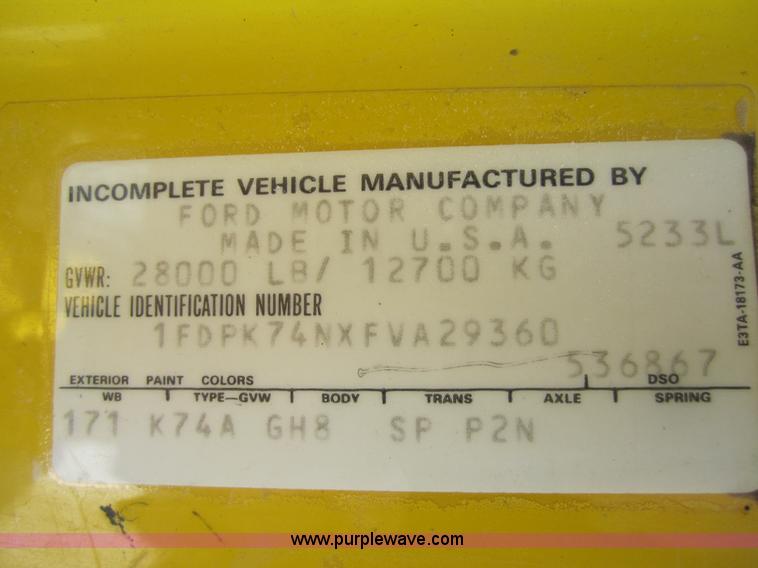 INCOMPLETE VEHICLE MANUFACTURED BY
FORD MOTOR COMPANY
MADE IN U.S.A. 5233L
GVWR: 28000 LB/ 12700 KG
VEHICLE IDENTIFICATION NUMBER
1FDPK74NXFVA29360
536867
EXTERIOR PAINT COLORS DSO
WB TYPE-GVW BODY TRANS AXLE SPRING
171 K74A GH8 SP P2N
E3TA-18173-AA
www.purplewave.com